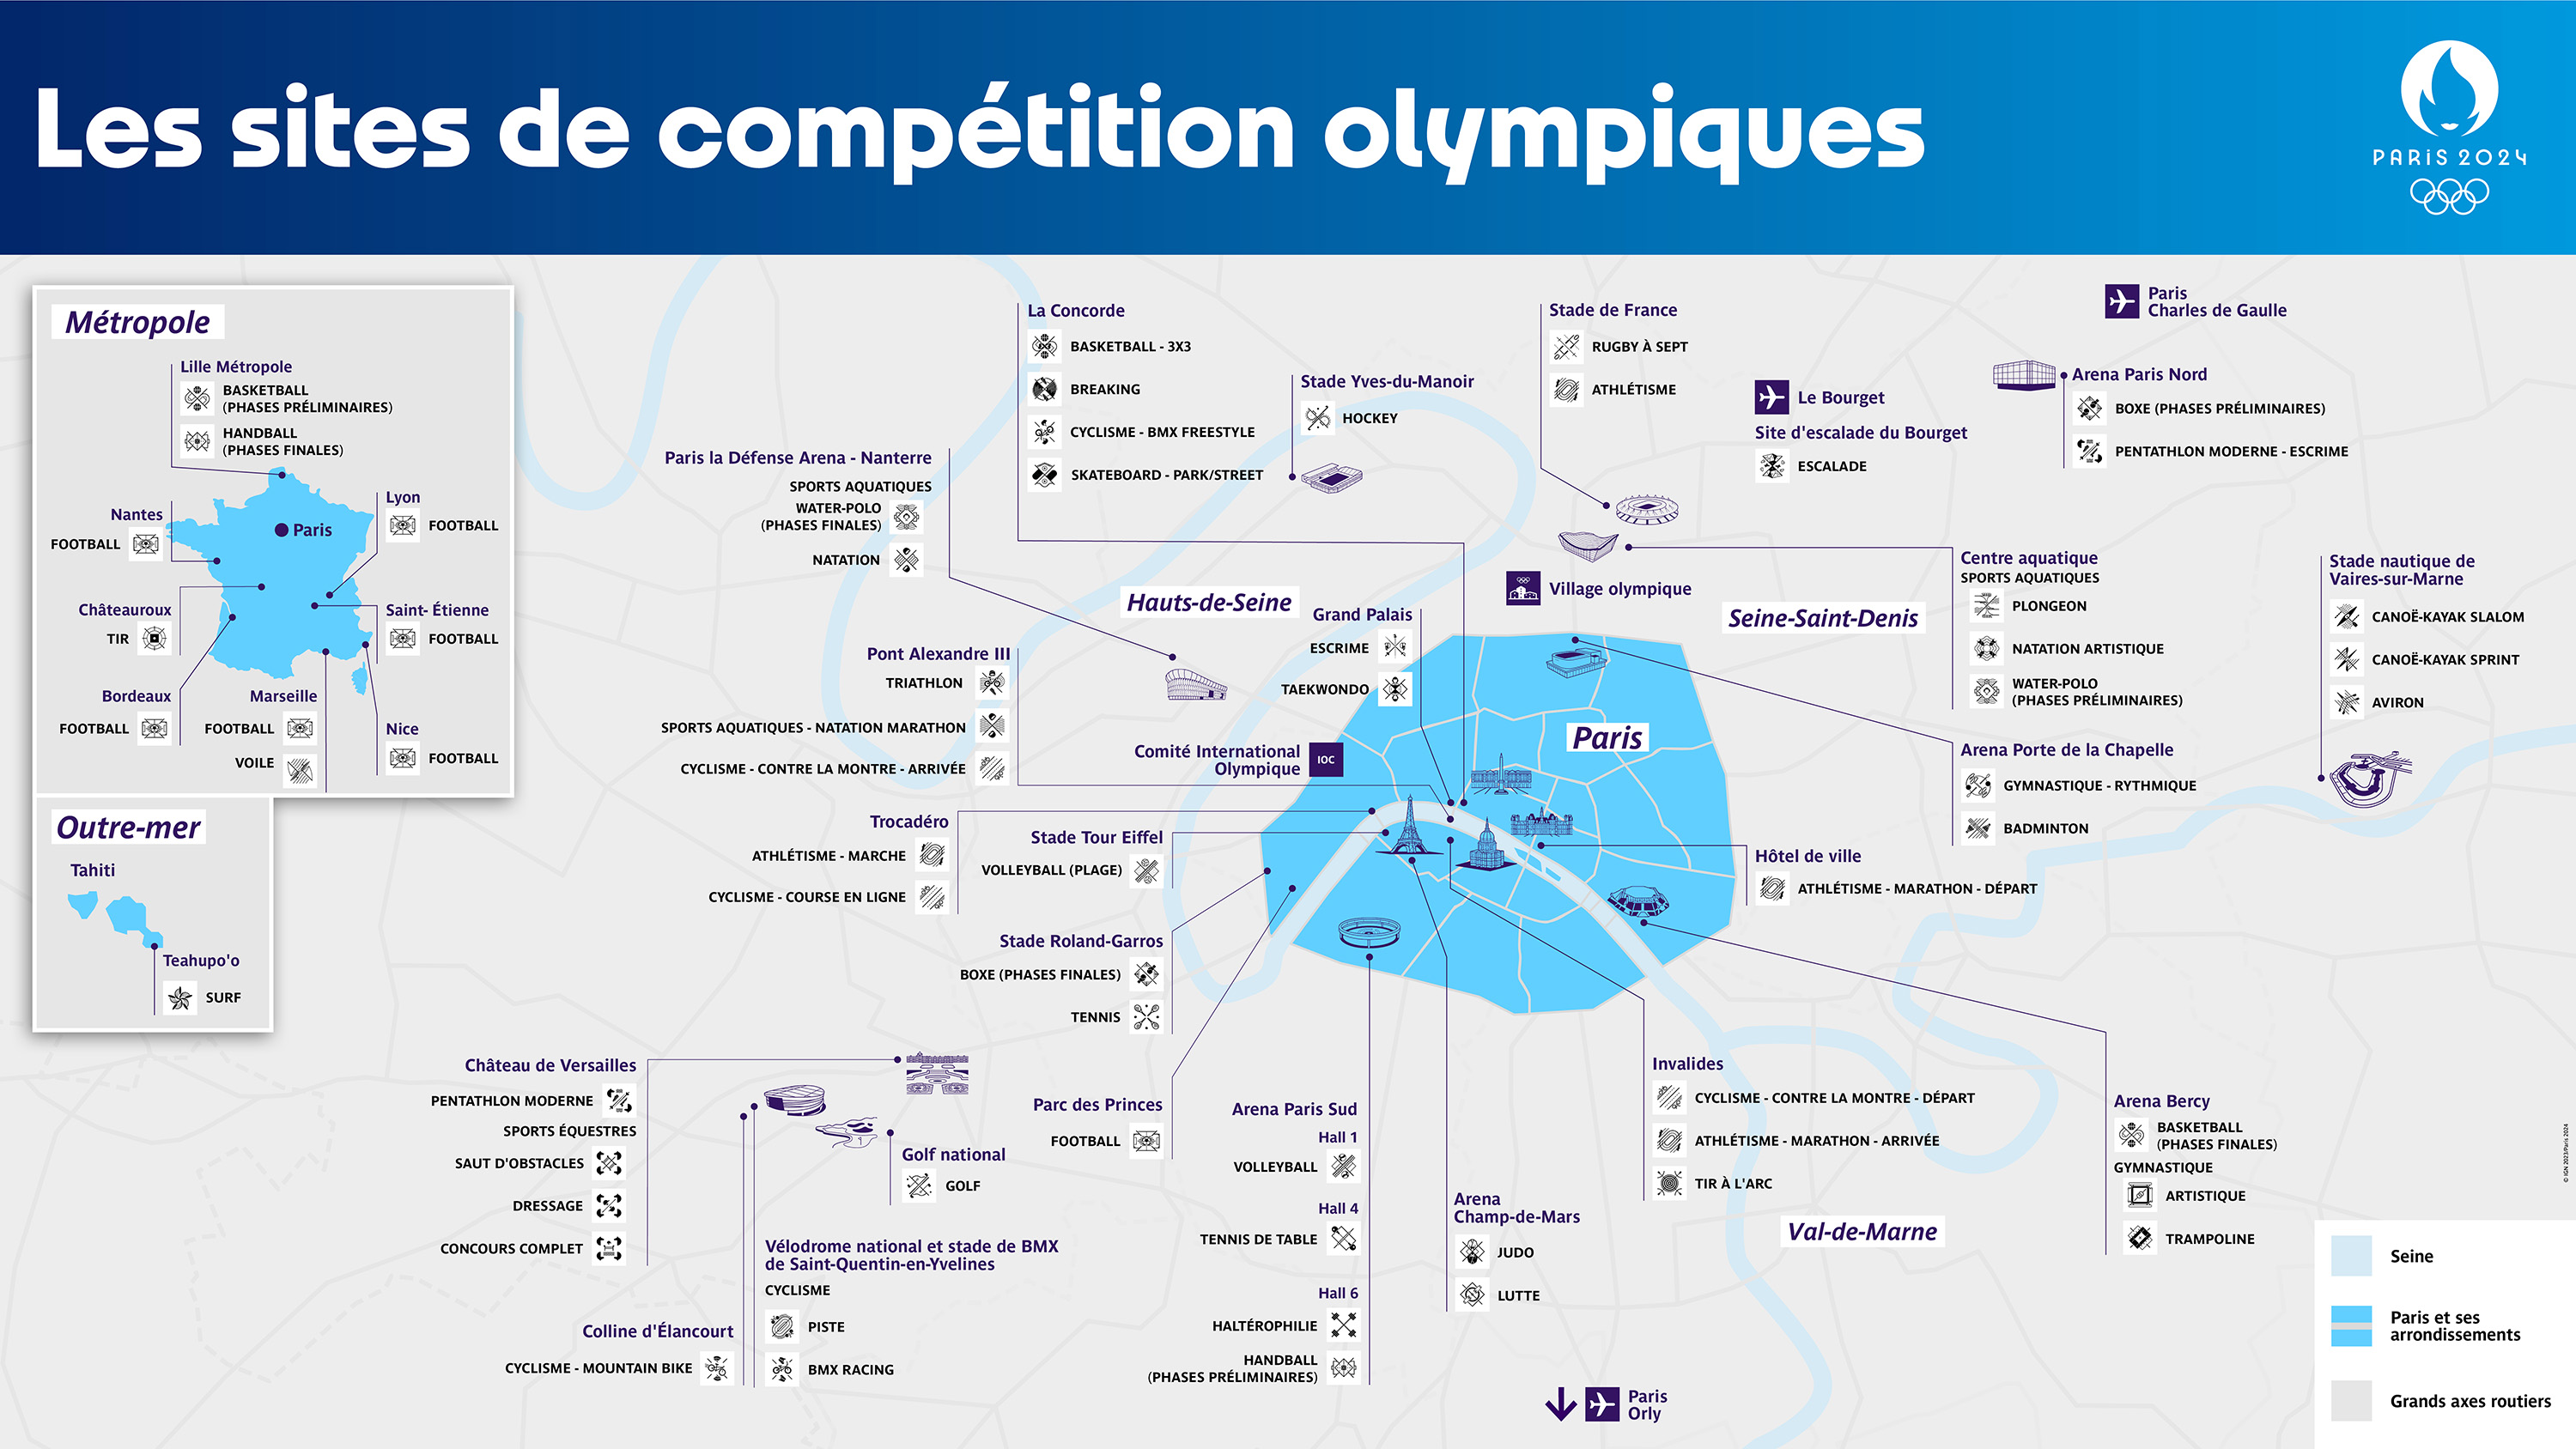 Les sites de compétition olympiques
PARIS 2024
Métropole
Lille Métropole
BASKETBALL
(PHASES PRÉLIMINAIRES)
HANDBALL
(PHASES FINALES)
Nantes
FOOTBALL
Paris
Lyon
FOOTBALL
Châteauroux
TIR
Saint- Étienne
FOOTBALL
Bordeaux
FOOTBALL
Marseille
FOOTBALL
VOILE
Nice
FOOTBALL
Outre-mer
Tahiti
Teahupo'o
SURF
La Concorde
BASKETBALL - 3X3
BREAKING
CYCLISME - BMX FREESTYLE
SKATEBOARD - PARK/STREET
Stade Yves-du-Manoir
HOCKEY
Stade de France
RUGBY À SEPT
ATHLÉTISME
Paris
Charles de Gaulle
Le Bourget
Site d'escalade du Bourget
ESCALADE
Arena Paris Nord
BOXE (PHASES PRÉLIMINAIRES)
PENTATHLON MODERNE - ESCRIME
Paris la Défense Arena - Nanterre
SPORTS AQUATIQUES
WATER-POLO
(PHASES FINALES)
NATATION
Hauts-de-Seine
Grand Palais
ESCRIME
TAEKWONDO
Village olympique
Seine-Saint-Denis
Centre aquatique
SPORTS AQUATIQUES
PLONGEON
NATATION ARTISTIQUE
WATER-POLO
(PHASES PRÉLIMINAIRES)
Stade nautique de
Vaires-sur-Marne
CANOË-KAYAK SLALOM
CANOË-KAYAK SPRINT
AVIRON
Pont Alexandre III
TRIATHLON
SPORTS AQUATIQUES - NATATION MARATHON
CYCLISME - CONTRE LA MONTRE - ARRIVÉE
Comité International
Olympique
IOC
Paris
Arena Porte de la Chapelle
GYMNASTIQUE - RYTHMIQUE
BADMINTON
Trocadéro
ATHLÉTISME - MARCHE
CYCLISME - COURSE EN LIGNE
Stade Tour Eiffel
VOLLEYBALL (PLAGE)
Hôtel de ville
ATHLÉTISME - MARATHON - DÉPART
Stade Roland-Garros
BOXE (PHASES FINALES)
TENNIS
Château de Versailles
PENTATHLON MODERNE
SPORTS ÉQUESTRES
SAUT D'OBSTACLES
DRESSAGE
CONCOURS COMPLET
Golf national
GOLF
Parc des Princes
FOOTBALL
Arena Paris Sud
Hall 1
VOLLEYBALL
Hall 4
TENNIS DE TABLE
Hall 6
HALTÉROPHILIE
HANDBALL
(PHASES PRÉLIMINAIRES)
Arena
Champ-de-Mars
JUDO
LUTTE
Invalides
CYCLISME - CONTRE LA MONTRE - DÉPART
ATHLÉTISME - MARATHON - ARRIVÉE
TIR À L'ARC
Val-de-Marne
Arena Bercy
BASKETBALL
(PHASES FINALES)
GYMNASTIQUE
ARTISTIQUE
TRAMPOLINE
Vélodrome national et stade de BMX
de Saint-Quentin-en-Yvelines
CYCLISME
PISTE
BMX RACING
Colline d'Élancourt
CYCLISME - MOUNTAIN BIKE
Paris
Orly
Seine
Paris et ses
arrondissements
Grands axes routiers
© IGN 2023/Paris 2024